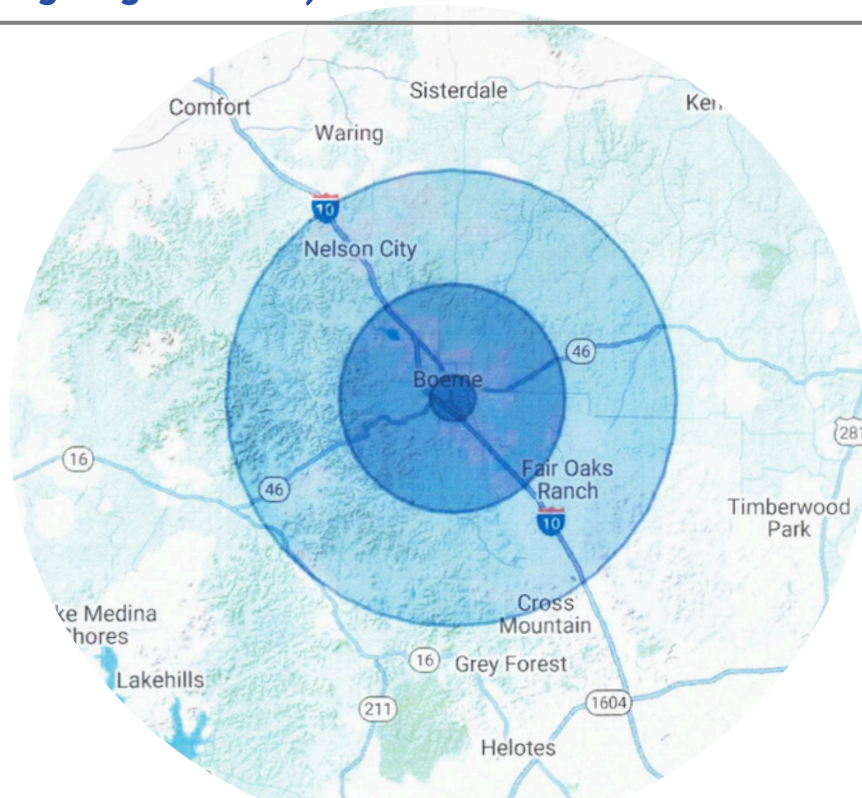 Sisterdale
Comfort
Waring
10
Nelson City
46
Boerne
281
16
Fair Oaks
Ranch
46
10
Timberwood
Park
Cross
Mountain
Medina
16
Grey Forest
Lakehills
211
1604
Helotes